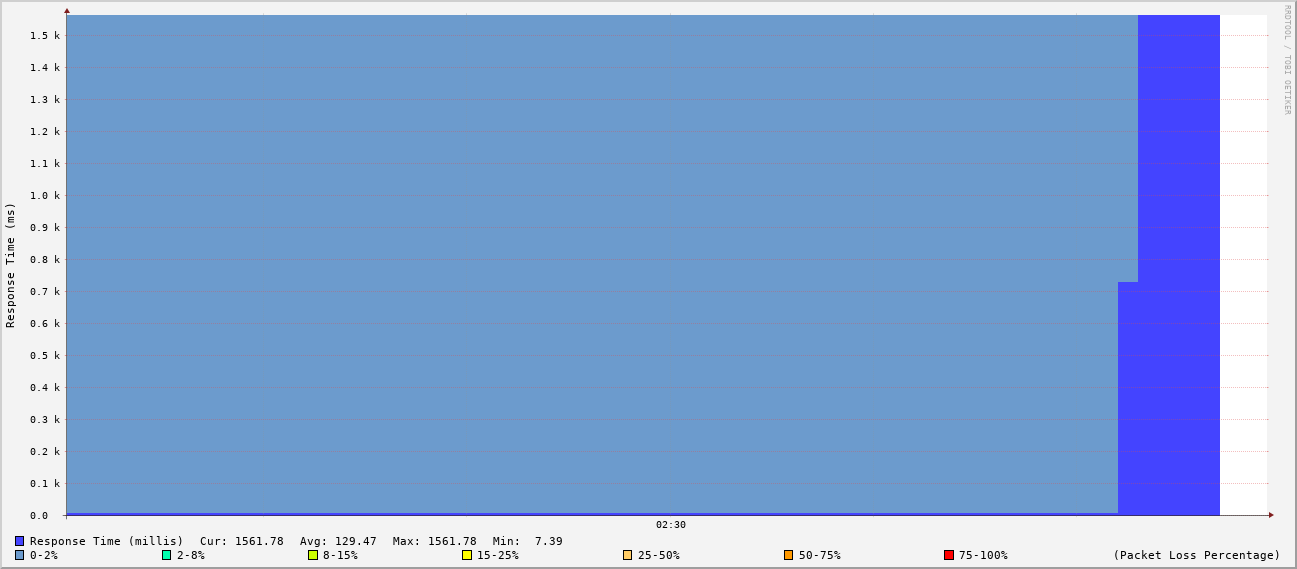 RRDTOOL / TOBI OETIKER
Response Time (ms)
1.5 k
1.4 k
1.3 k
1.2 k
1.1 k
1.0 k
0.9 k
0.8 k
0.7 k
0.6 k
0.5 k
0.4 k
0.3 k
0.2 k
0.1 k
0.0
02:30
Response Time (millis) Cur: 1561.78 Avg: 129.47 Max: 1561.78 Min: 7.39
0-2% 2-8% 8-15% 15-25% 25-50% 50-75% 75-100% (Packet Loss Percentage)